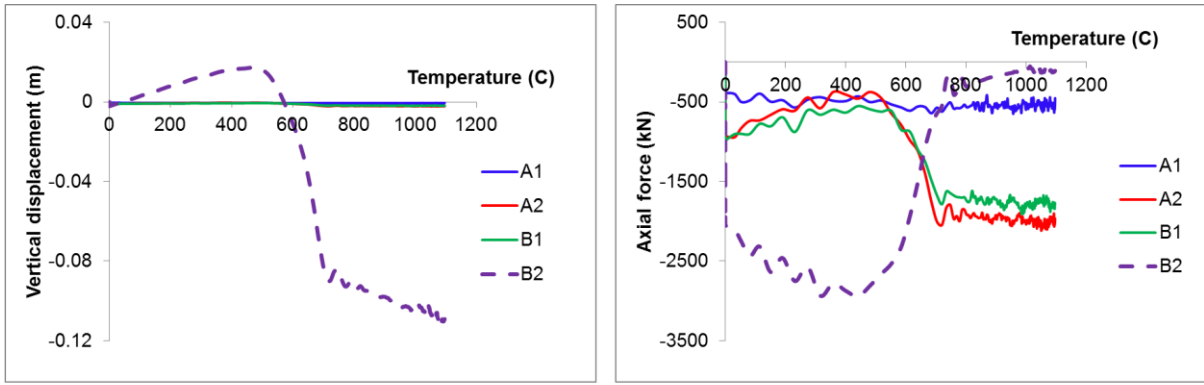 0.04
Temperature (C)
0
0 200 400 600 800 1000 1200
-0.04
-0.08
-0.12
Vertical displacement (m)
A1
A2
B1
B2
500
Temperature (C)
0 200 400 600 800 1000 1200
-500
-1500
-2500
-3500
Axial force (kN)
A1
A2
B1
B2